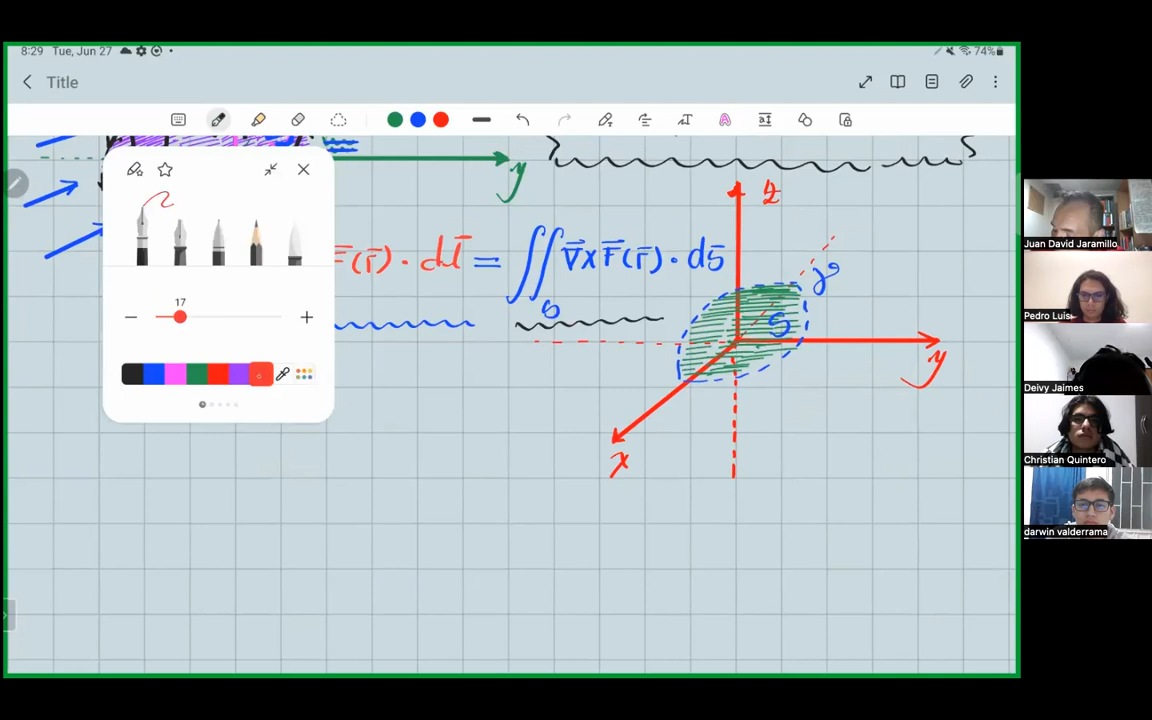 8:29 Tue, Jun 27
74%
Title
y
z
F⃗(r̄) · dl̄ = ∬ ∇⃗x F⃗(r̄) · ds̄
S
γ
S
y
x
17
Juan David Jaramillo
Pedro Luis
Deivy Jaimes
Christian Quintero
darwin valderrama